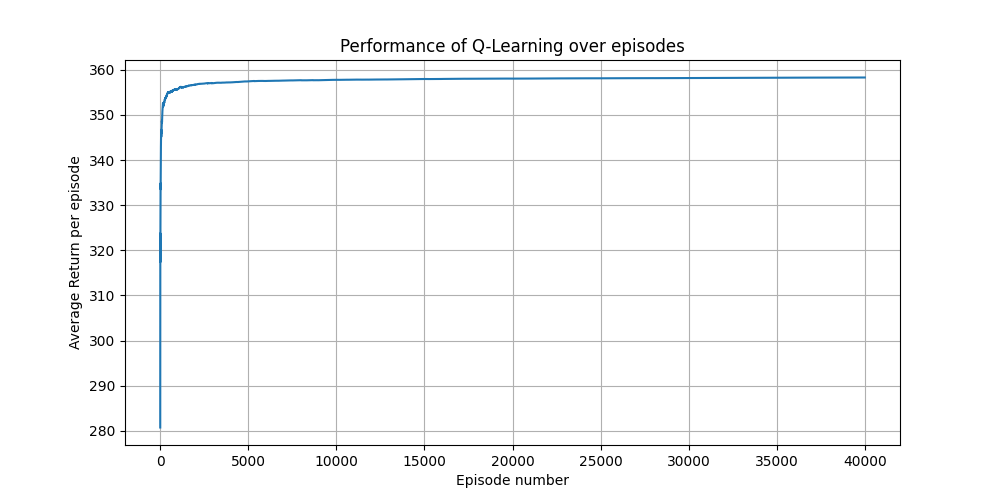 Performance of Q-Learning over episodes
Average Return per episode
360
350
340
330
320
310
300
290
280
0 5000 10000 15000 20000 25000 30000 35000 40000
Episode number